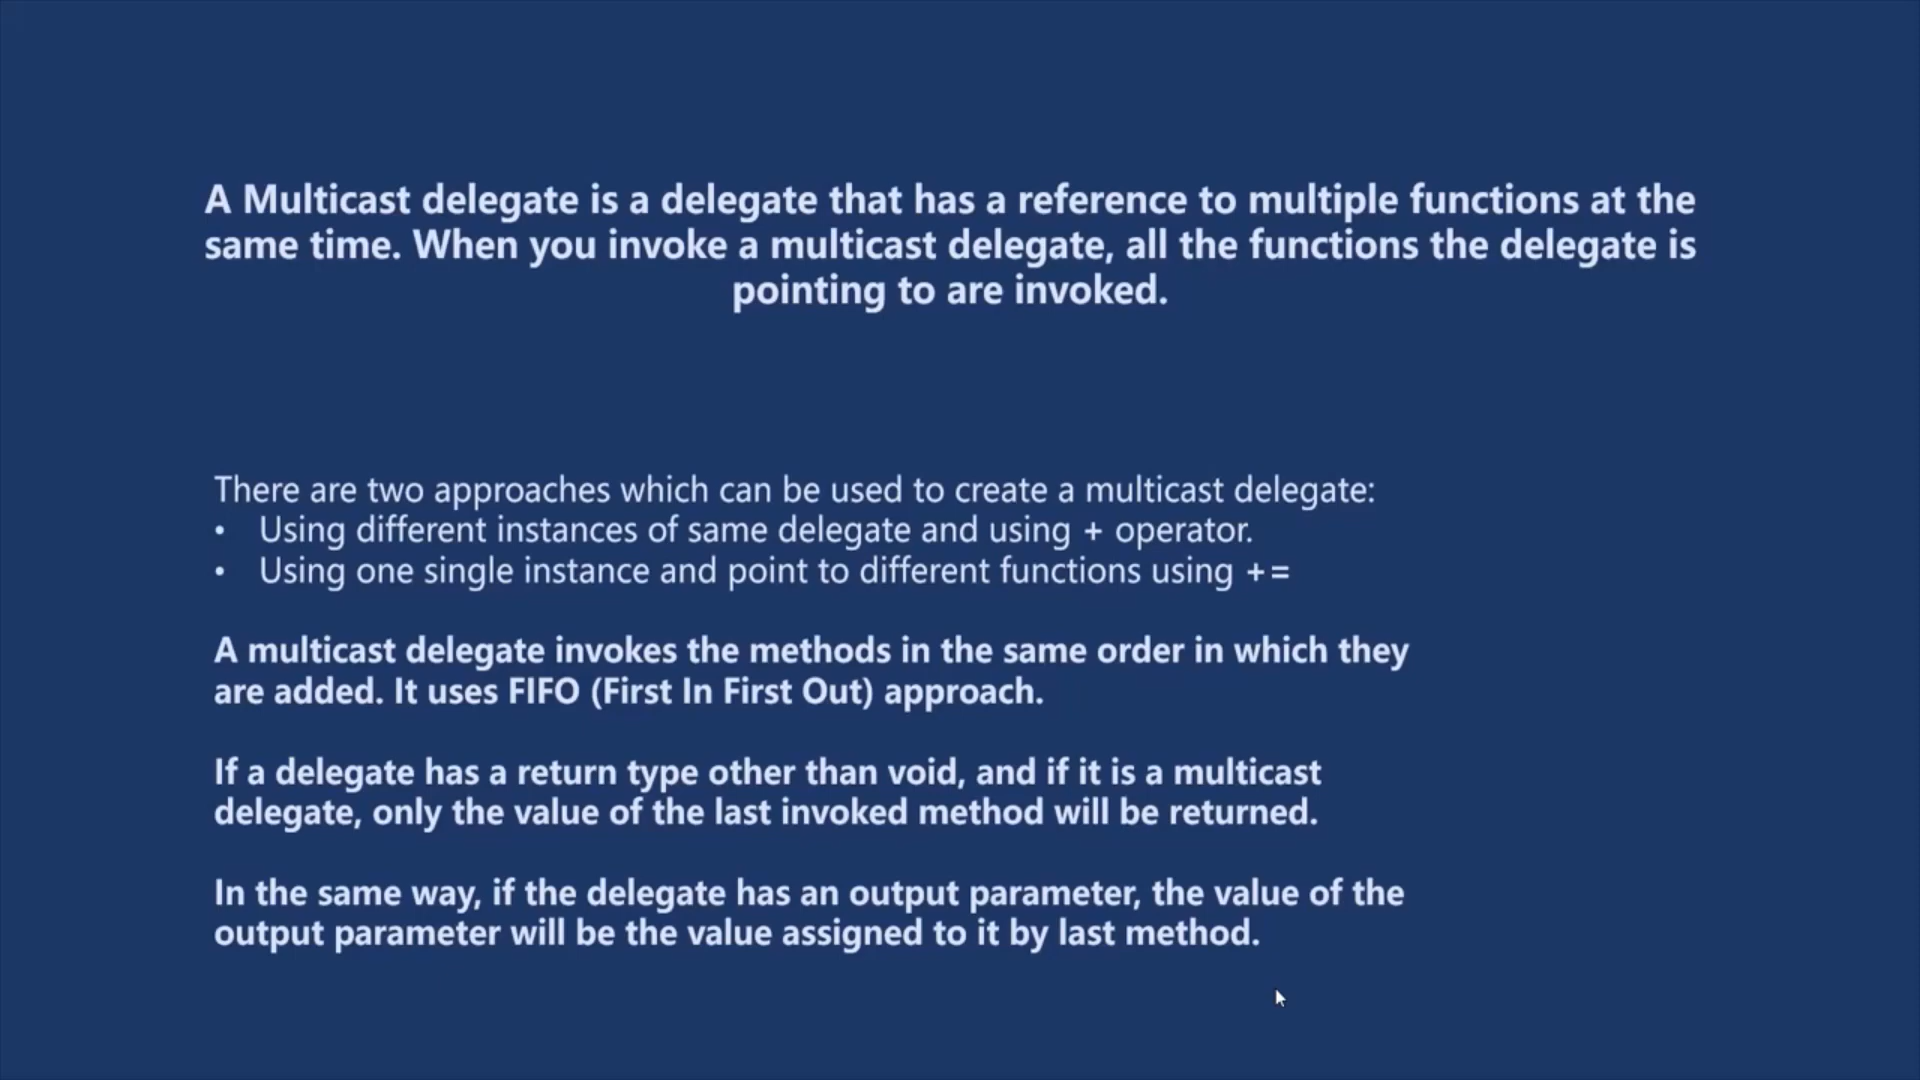 A Multicast delegate is a delegate that has a reference to multiple functions at the
same time. When you invoke a multicast delegate, all the functions the delegate is
pointing to are invoked.
There are two approaches which can be used to create a multicast delegate:
• Using different instances of same delegate and using + operator.
• Using one single instance and point to different functions using +=
A multicast delegate invokes the methods in the same order in which they
are added. It uses FIFO (First In First Out) approach.
If a delegate has a return type other than void, and if it is a multicast
delegate, only the value of the last invoked method will be returned.
In the same way, if the delegate has an output parameter, the value of the
output parameter will be the value assigned to it by last method.